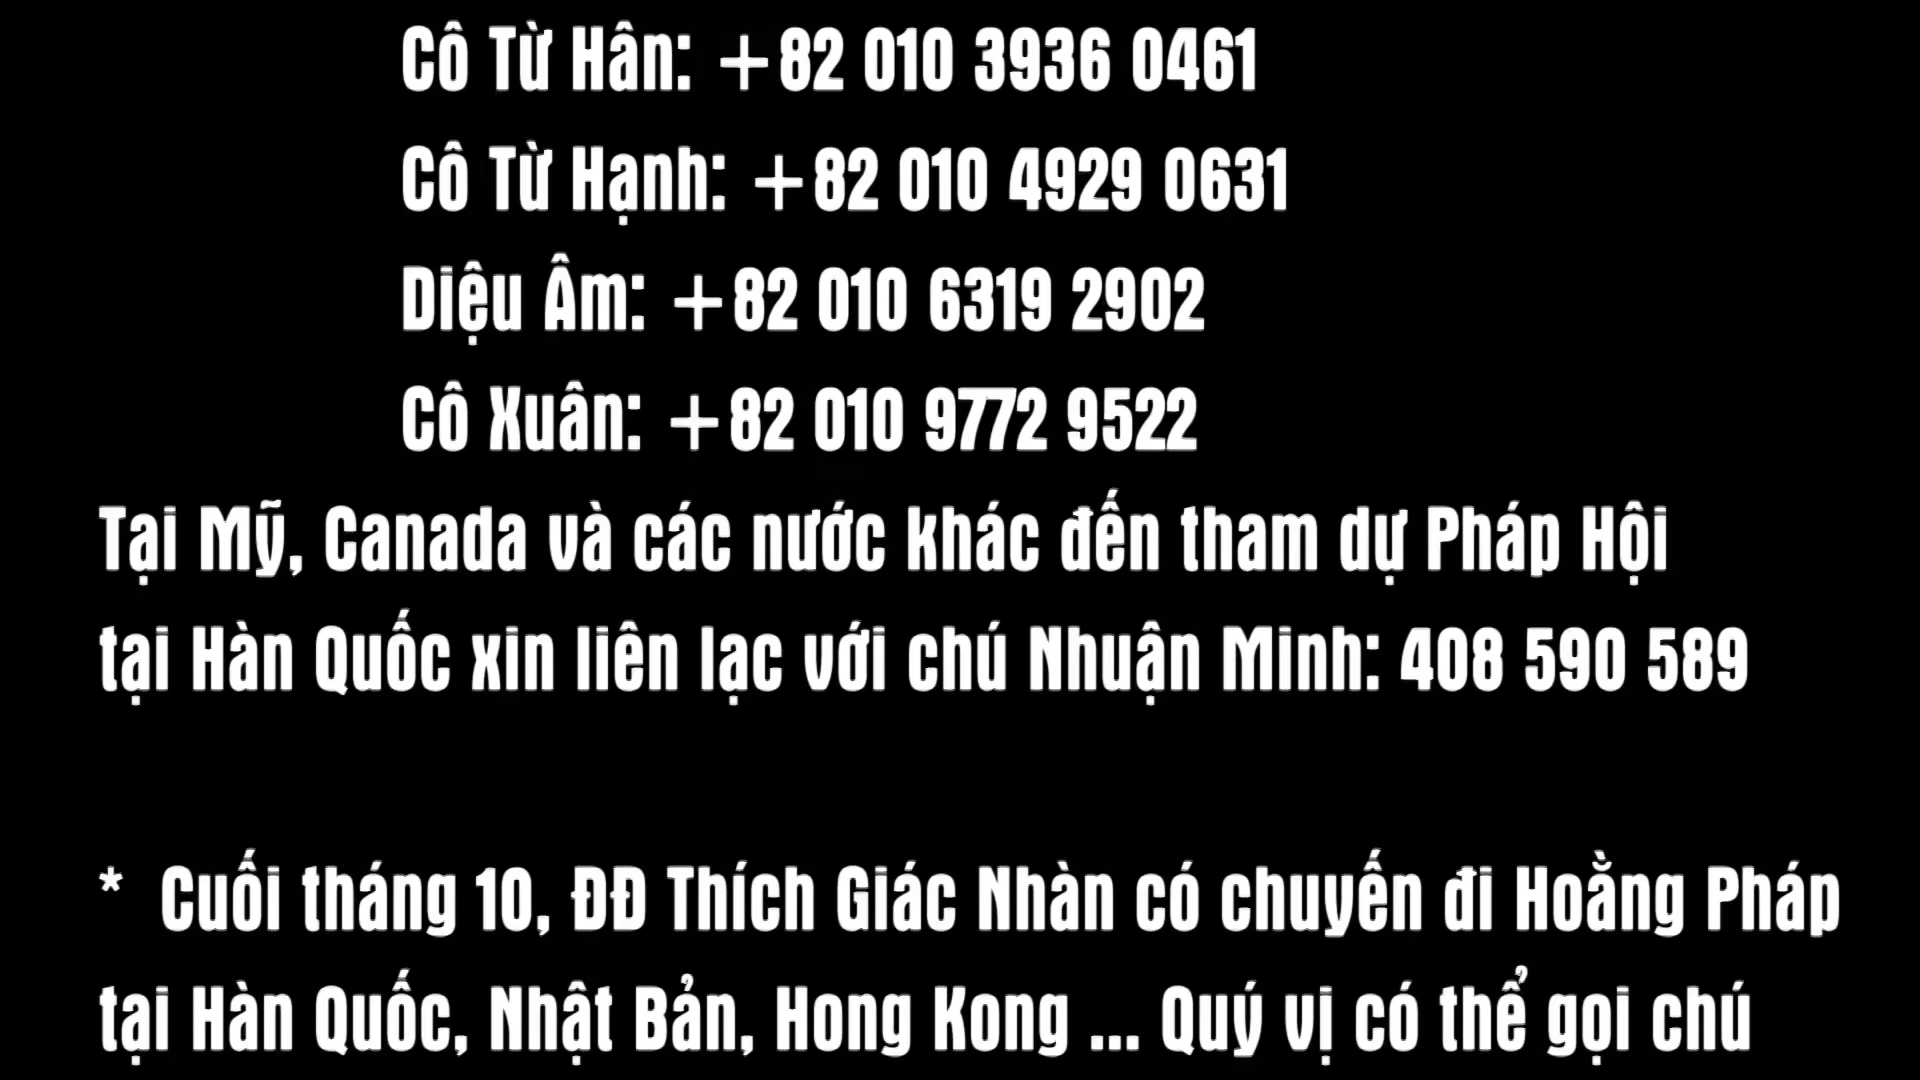 Cô Từ Hân: +82 010 3936 0461
Cô Từ Hạnh: +82 010 4929 0631
Diệu Âm: +82 010 6319 2902
Cô Xuân: +82 010 9772 9522
Tại Mỹ, Canada và các nước khác đến tham dự Pháp Hội
tại Hàn Quốc xin liên lạc với chú Nhuận Minh: 408 590 589
* Cuối tháng 10, ĐĐ Thích Giác Nhàn có chuyến đi Hoằng Pháp
tại Hàn Quốc, Nhật Bản, Hong Kong ... Quý vị có thể gọi chú